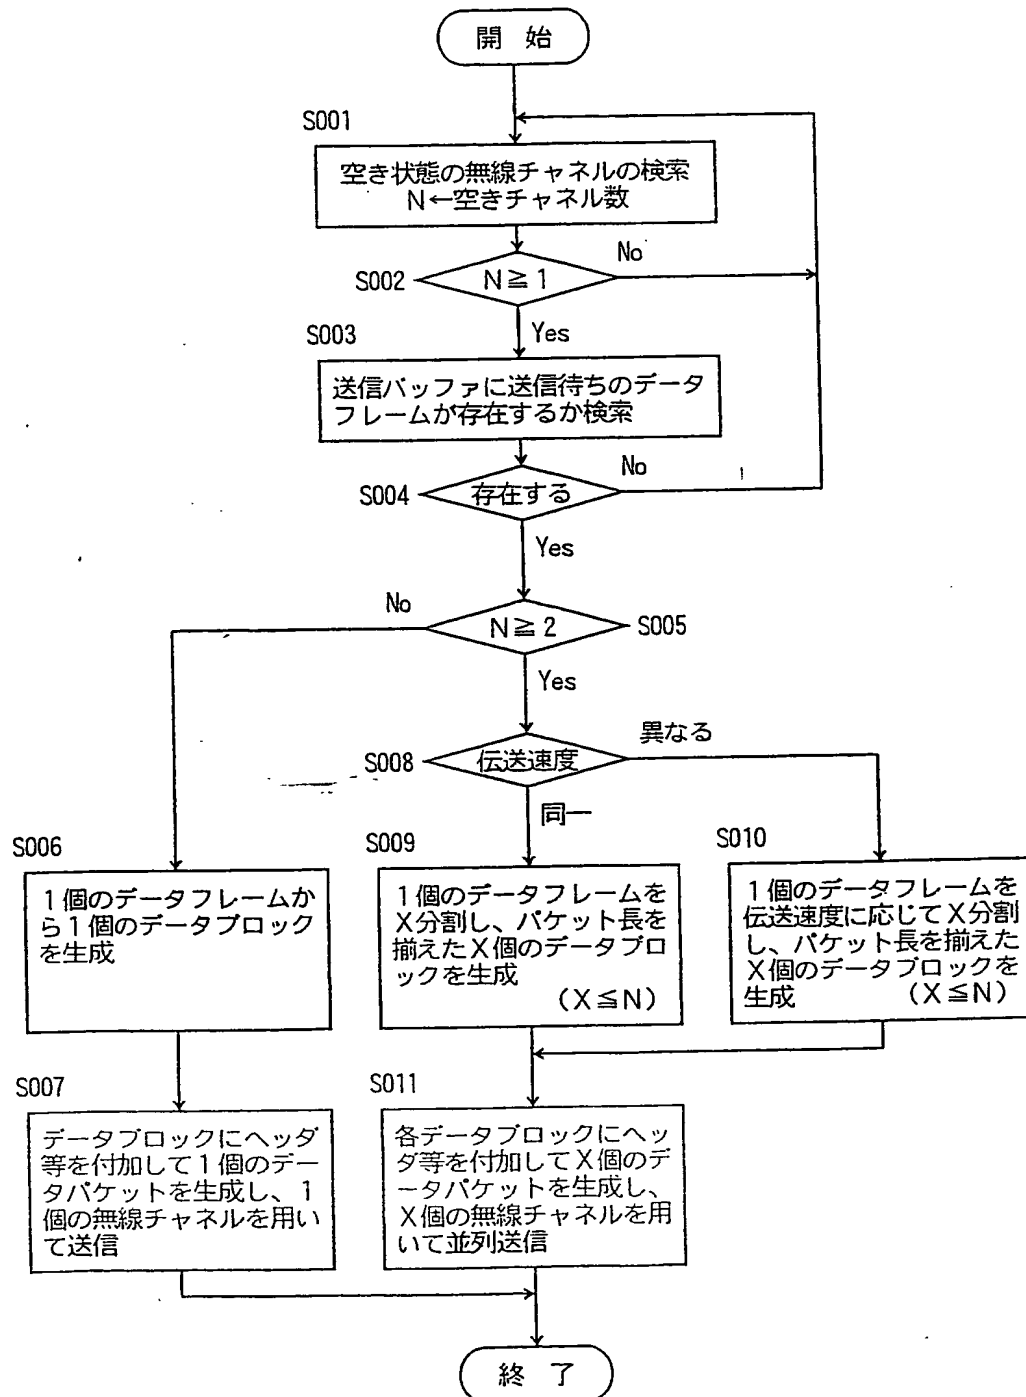 開 始
S001
空き状態の無線チャネルの検索
N←空きチャネル数
S002
N≧1
No
Yes
S003
送信バッファに送信待ちのデータ
フレームが存在するか検索
S004
存在する
No
Yes
N≧2
S005
No
Yes
S008
伝送速度
異なる
同一
S006
1個のデータフレームか
ら1個のデータブロック
を生成
S009
1個のデータフレームを
X分割し、パケット長を
揃えたX個のデータブロ
ックを生成
(X≦N)
S010
1個のデータフレームを
伝送速度に応じてX分割
し、パケット長を揃えた
X個のデータブロックを
生成 (X≦N)
S007
データブロックにヘッダ
等を付加して1個のデー
タパケットを生成し、1
個の無線チャネルを用い
て送信
S011
各データブロックにヘッ
ダ等を付加してX個のデ
ータパケットを生成し、
X個の無線チャネルを用
いて並列送信
終 了